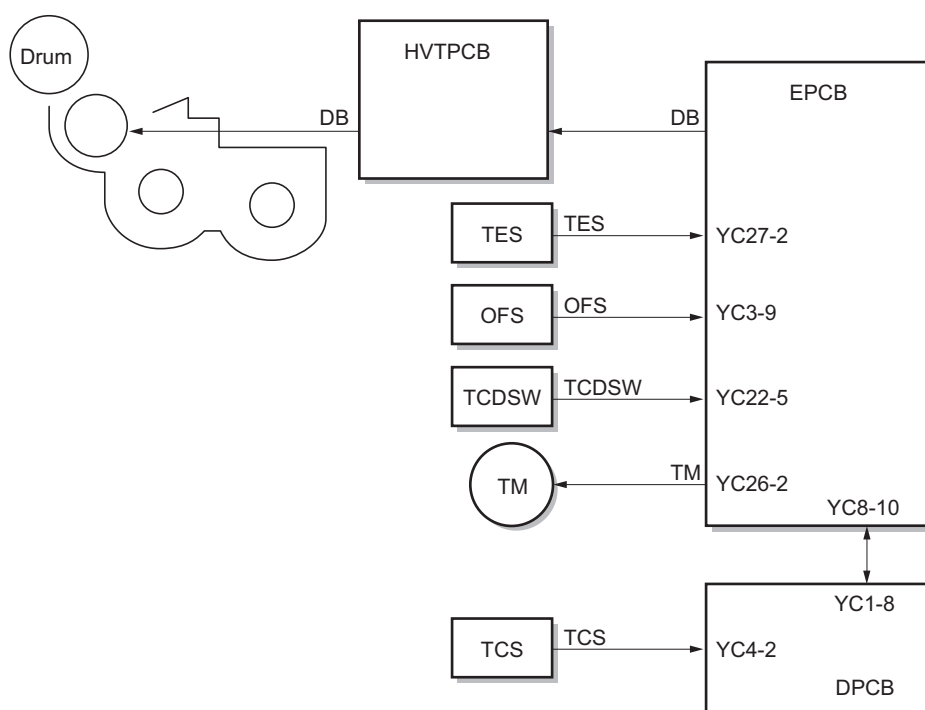 Drum
HVTPCB
EPCB
DB
DB
TES
TES
YC27-2
OFS
OFS
YC3-9
TCDSW
TCDSW
YC22-5
TM
TM
YC26-2
YC8-10
YC1-8
TCS
TCS
YC4-2
DPCB